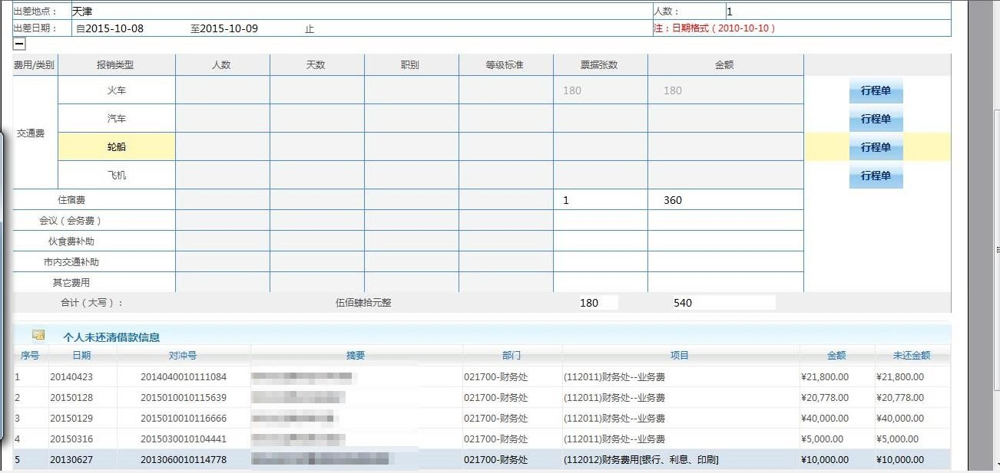 出差地点： 天津 人数： 1
出差日期： 自2015-10-08 至2015-10-09 止 注：日期格式（2010-10-10）
费用/类别 报销类型 人数 天数 职别 等级标准 票据张数 金额
交通费
火车 180 180 行程单
汽车 行程单
轮船 行程单
飞机 行程单
住宿费 1 360
会议（会务费）
伙食费补助
市内交通补助
其它费用
合计（大写）： 伍佰肆拾元整 180 540
个人未还清借款信息
序号 日期 对冲号 摘要 部门 项目 金额 未还金额
1 20140423 2014040010111084 021700-财务处 (112011)财务处--业务费 ¥21,800.00 ¥21,800.00
2 20150128 2015010010115639 021700-财务处 (112011)财务处--业务费 ¥20,778.00 ¥20,778.00
3 20150129 2015010010116666 021700-财务处 (112011)财务处--业务费 ¥40,000.00 ¥40,000.00
4 20150316 2015030010104441 021700-财务处 (112011)财务处--业务费 ¥5,000.00 ¥5,000.00
5 20130627 2013060010114778 021700-财务处 (112012)财务费用[银行、利息、印刷] ¥10,000.00 ¥10,000.00